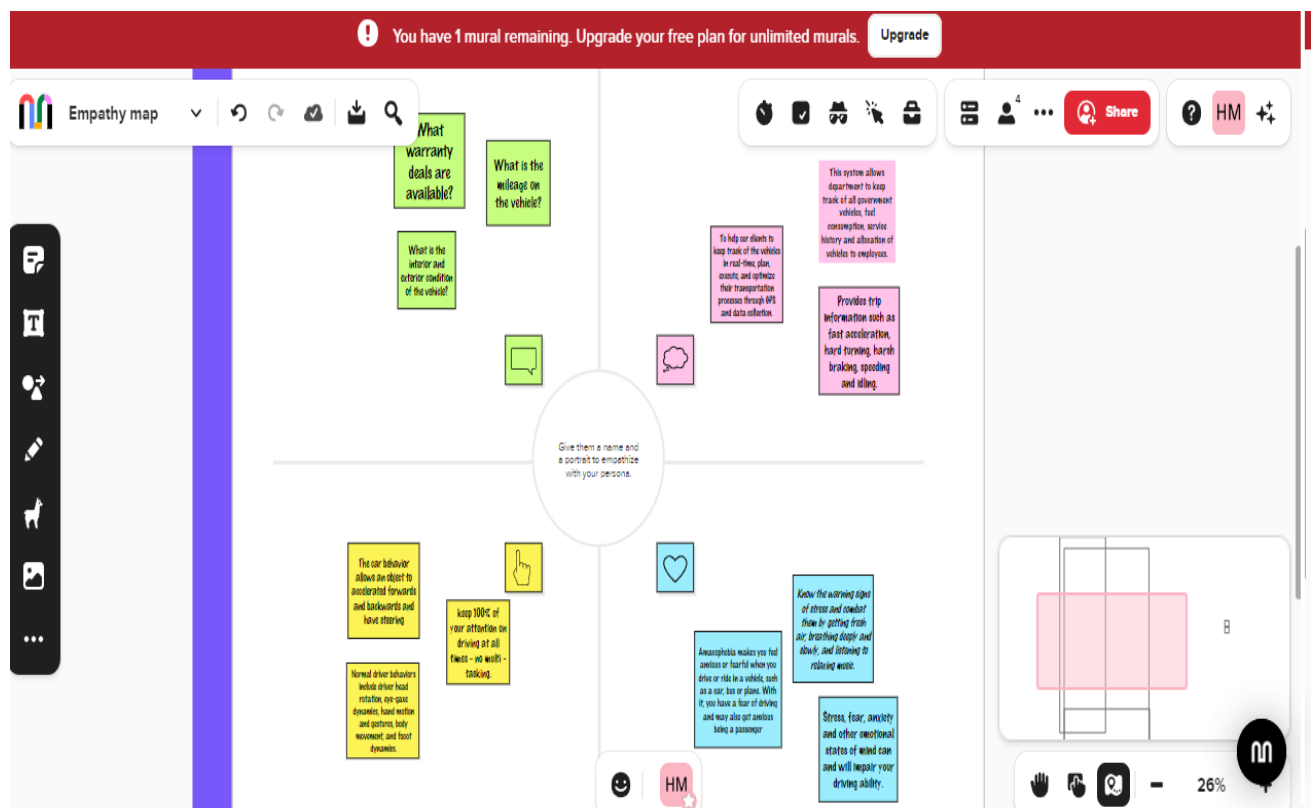 You have 1 mural remaining. Upgrade your free plan for unlimited murals.
Upgrade
Empathy map
4
Share
?
HM
What
warranty
deals are
available?
What is the
mileage on
the vehicle?
What is the
interior and
exterior condition
of the vehicle?
This system allows
department to keep
track of all government
vehicles, fuel
consumption, service
history and allocation of
vehicles to employees.
To help our clients to
keep track of the vehicles
in real-time, plan,
execute, and optimize
their transportation
processes through GPS
and data collection.
Provides trip
information such as
fast acceleration,
hard turning, harsh
braking, speeding
and idling.
Give them a name and
a portrait to empathize
with your persona.
The car behavior
allows an object to
accelerated forwards
and backwards and
have steering
keep 100% of
your attention on
driving at all
times - no multi -
tasking.
Normal driver behaviors
include driver head
rotation, eye-gaze
dynamics, hand motion
and gestures, body
movement, and foot
dynamics.
Know the warning signs
of stress and combat
them by getting fresh
air, breathing deeply and
slowly, and listening to
relaxing music.
Amaxophobia makes you feel
anxious or fearful when you
drive or ride in a vehicle, such
as a car, bus or plane. With
it, you have a fear of driving
and may also get anxious
being a passenger
Stress, fear, anxiety
and other emotional
states of mind can
and will impair your
driving ability.
HM
26%